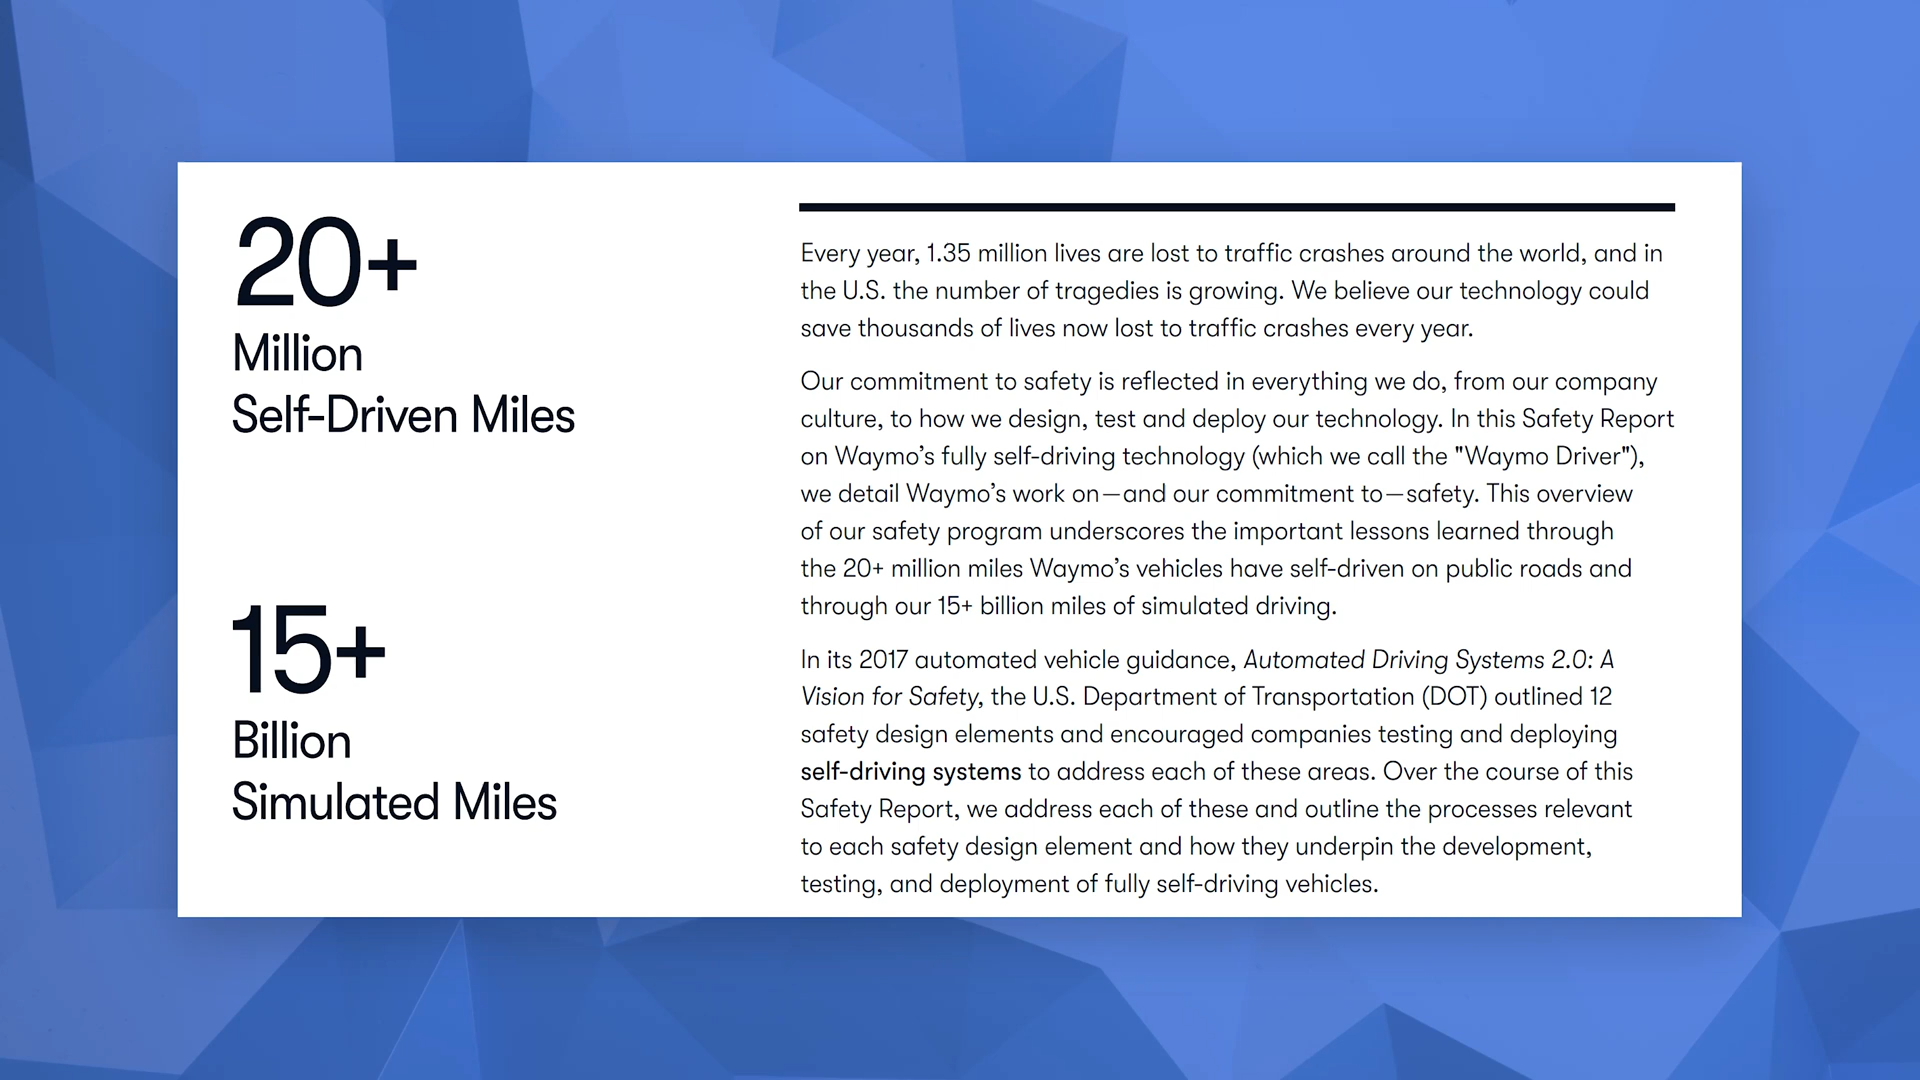 20+
Million
Self-Driven Miles
15+
Billion
Simulated Miles
Every year, 1.35 million lives are lost to traffic crashes around the world, and in
the U.S. the number of tragedies is growing. We believe our technology could
save thousands of lives now lost to traffic crashes every year.
Our commitment to safety is reflected in everything we do, from our company
culture, to how we design, test and deploy our technology. In this Safety Report
on Waymo’s fully self-driving technology (which we call the "Waymo Driver"),
we detail Waymo’s work on—and our commitment to—safety. This overview
of our safety program underscores the important lessons learned through
the 20+ million miles Waymo’s vehicles have self-driven on public roads and
through our 15+ billion miles of simulated driving.
In its 2017 automated vehicle guidance, Automated Driving Systems 2.0: A
Vision for Safety, the U.S. Department of Transportation (DOT) outlined 12
safety design elements and encouraged companies testing and deploying
self-driving systems to address each of these areas. Over the course of this
Safety Report, we address each of these and outline the processes relevant
to each safety design element and how they underpin the development,
testing, and deployment of fully self-driving vehicles.